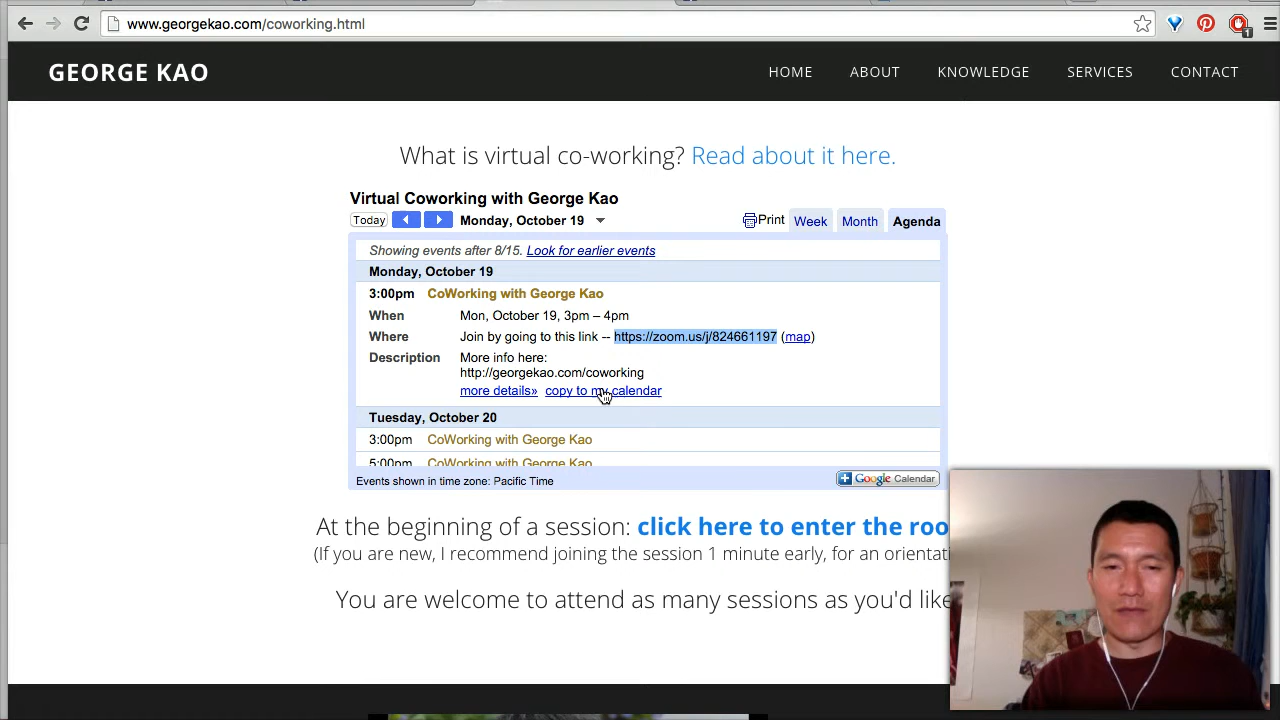 www.georgekao.com/coworking.html
1
GEORGE KAO
HOME ABOUT KNOWLEDGE SERVICES CONTACT
What is virtual co-working? Read about it here.
Virtual Coworking with George Kao
Today Monday, October 19 Print Week Month Agenda
Showing events after 8/15. Look for earlier events
Monday, October 19
3:00pm CoWorking with George Kao
When Mon, October 19, 3pm – 4pm
Where Join by going to this link -- https://zoom.us/j/824661197 (map)
Description More info here:
http://georgekao.com/coworking
more details» copy to my calendar
Tuesday, October 20
3:00pm CoWorking with George Kao
5:00pm CoWorking with George Kao
Events shown in time zone: Pacific Time Google Calendar
At the beginning of a session: click here to enter the roo
(If you are new, I recommend joining the session 1 minute early, for an orientati
You are welcome to attend as many sessions as you'd like